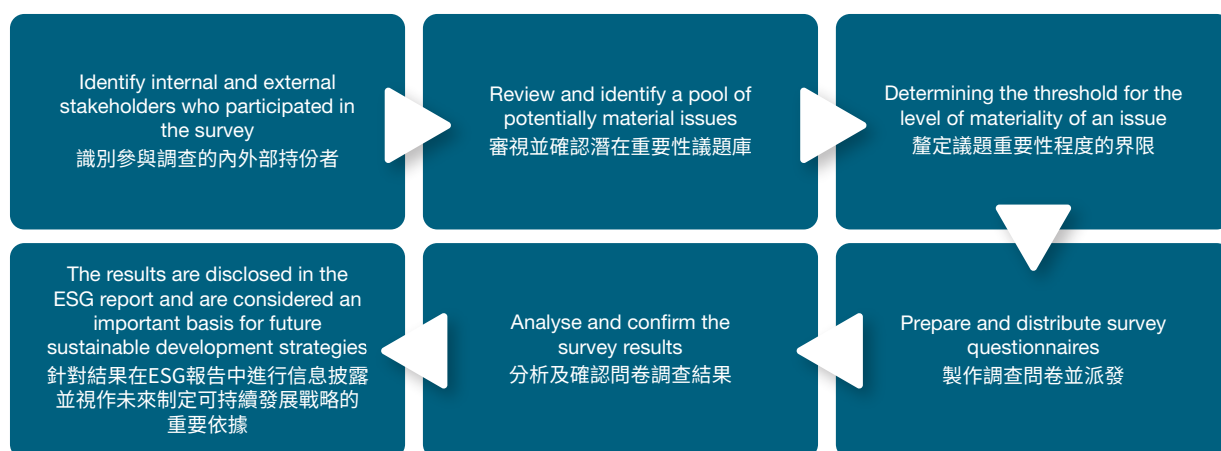 Identify internal and external
stakeholders who participated in
the survey
識別參與調查的內外部持份者
Review and identify a pool of
potentially material issues
審視並確認潛在重要性議題庫
Determining the threshold for the
level of materiality of an issue
釐定議題重要性程度的界限
Prepare and distribute survey
questionnaires
製作調查問卷並派發
Analyse and confirm the
survey results
分析及確認問卷調查結果
The results are disclosed in the
ESG report and are considered an
important basis for future
sustainable development strategies
針對結果在ESG報告中進行信息披露
並視作未來制定可持續發展戰略的
重要依據